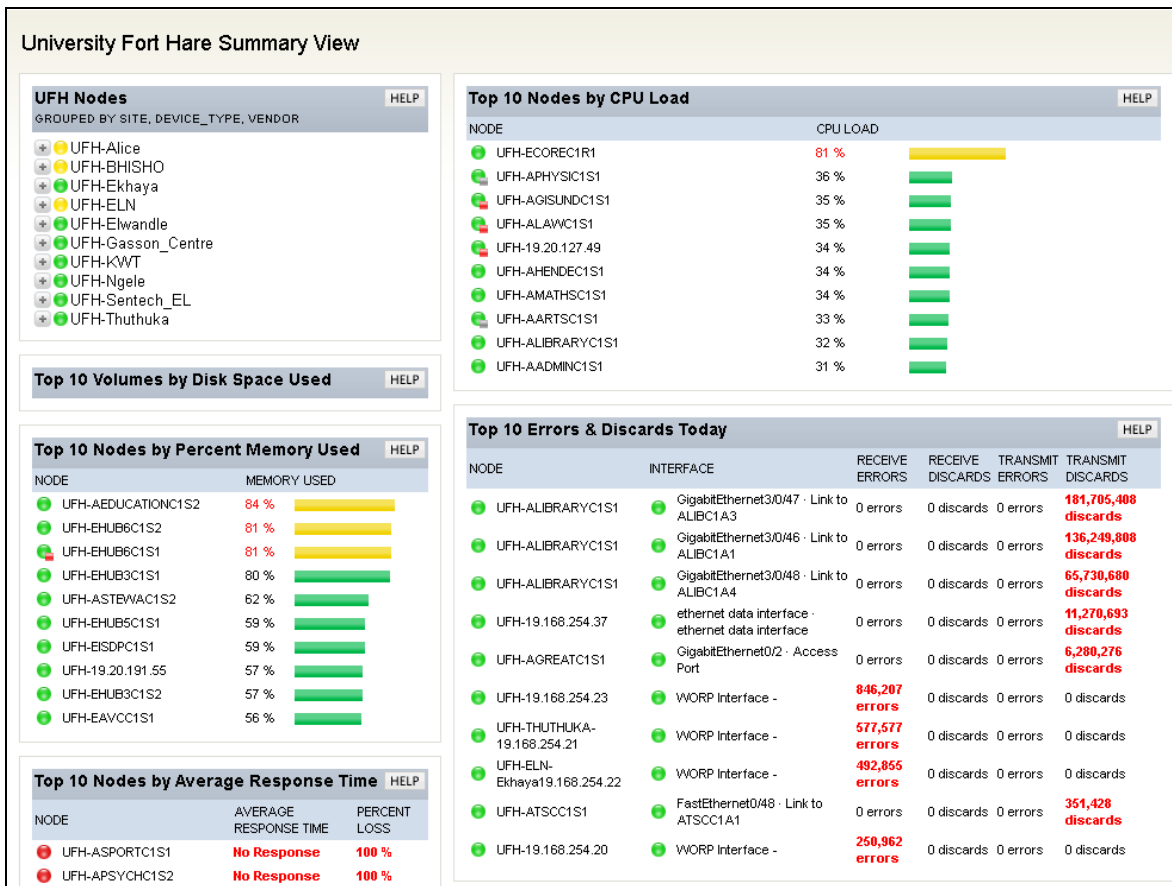 University Fort Hare Summary View
UFH Nodes HELP
GROUPED BY SITE, DEVICE_TYPE, VENDOR
UFH-Alice
UFH-BHISHO
UFH-Ekhaya
UFH-ELN
UFH-Elwandle
UFH-Gasson_Centre
UFH-KWT
UFH-Ngele
UFH-Sentech_EL
UFH-Thuthuka
Top 10 Volumes by Disk Space Used HELP
Top 10 Nodes by Percent Memory Used HELP
NODE MEMORY USED
UFH-AEDUCATIONC1S2 84 %
UFH-EHUB6C1S2 81 %
UFH-EHUB6C1S1 81 %
UFH-EHUB3C1S1 80 %
UFH-ASTEWAC1S2 62 %
UFH-EHUB5C1S1 59 %
UFH-EISDPC1S1 59 %
UFH-19.20.191.55 57 %
UFH-EHUB3C1S2 57 %
UFH-EAVCC1S1 56 %
Top 10 Nodes by Average Response Time HELP
NODE AVERAGE RESPONSE TIME PERCENT LOSS
UFH-ASPORTC1S1 No Response 100 %
UFH-APSYCHC1S2 No Response 100 %
Top 10 Nodes by CPU Load HELP
NODE CPU LOAD
UFH-ECOREC1R1 81 %
UFH-APHYSIC1S1 36 %
UFH-AGISUNDC1S1 35 %
UFH-ALAWC1S1 35 %
UFH-19.20.127.49 34 %
UFH-AHENDEC1S1 34 %
UFH-AMATHSC1S1 34 %
UFH-AARTSC1S1 33 %
UFH-ALIBRARYC1S1 32 %
UFH-AADMINC1S1 31 %
Top 10 Errors & Discards Today HELP
NODE INTERFACE RECEIVE ERRORS RECEIVE DISCARDS TRANSMIT ERRORS TRANSMIT DISCARDS
UFH-ALIBRARYC1S1 GigabitEthernet3/0/47 · Link to ALIBC1A3 0 errors 0 discards 0 errors 181,705,408 discards
UFH-ALIBRARYC1S1 GigabitEthernet3/0/46 · Link to ALIBC1A1 0 errors 0 discards 0 errors 136,249,808 discards
UFH-ALIBRARYC1S1 GigabitEthernet3/0/48 · Link to ALIBC1A4 0 errors 0 discards 0 errors 65,730,680 discards
UFH-19.168.254.37 ethernet data interface · ethernet data interface 0 errors 0 discards 0 errors 11,270,693 discards
UFH-AGREATC1S1 GigabitEthernet0/2 · Access Port 0 errors 0 discards 0 errors 6,280,276 discards
UFH-19.168.254.23 WORP Interface - 846,207 errors 0 discards 0 errors 0 discards
UFH-THUTHUKA-19.168.254.21 WORP Interface - 577,577 errors 0 discards 0 errors 0 discards
UFH-ELN-Ekhaya19.168.254.22 WORP Interface - 492,855 errors 0 discards 0 errors 0 discards
UFH-ATSCC1S1 FastEthernet0/48 · Link to ATSCC1A1 0 errors 0 discards 0 errors 351,428 discards
UFH-19.168.254.20 WORP Interface - 250,962 errors 0 discards 0 errors 0 discards